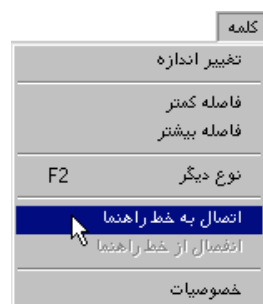 کلمه
تغییر اندازه
فاصله کمتر
فاصله بیشتر
نوع دیگر F2
اتصال به خط راهنما
انفصال از خط راهنما
خصوصیات